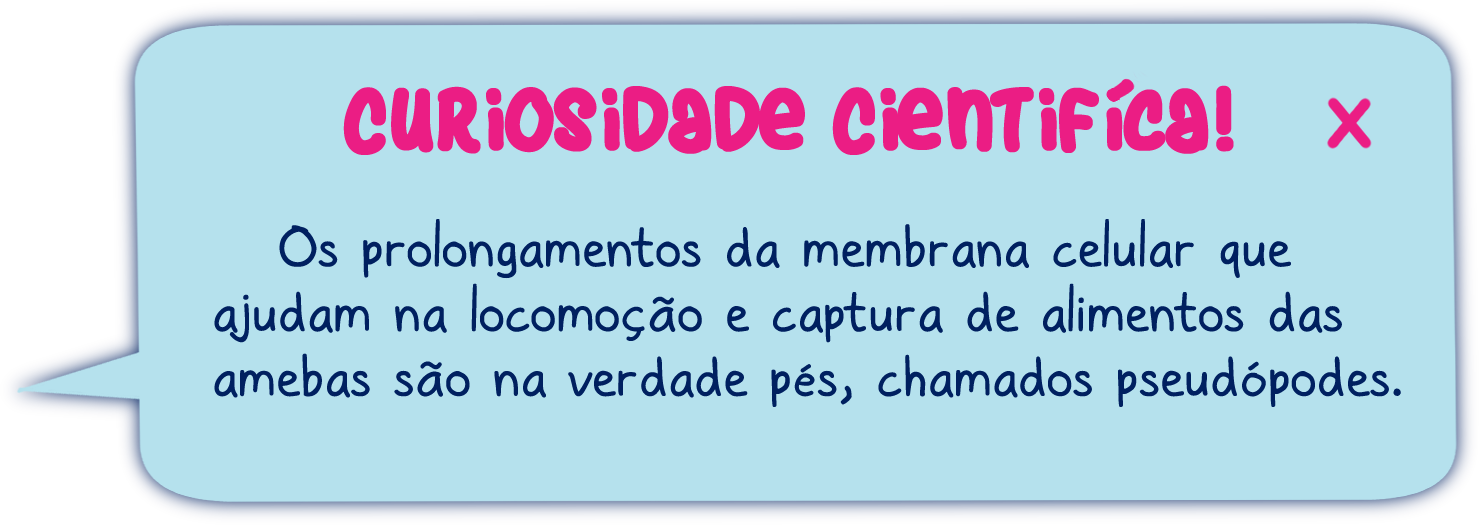 CURIOSIDADE CIENTIFÍCA! X
Os prolongamentos da membrana celular que
ajudam na locomoção e captura de alimentos das
amebas são na verdade pés, chamados pseudópodes.